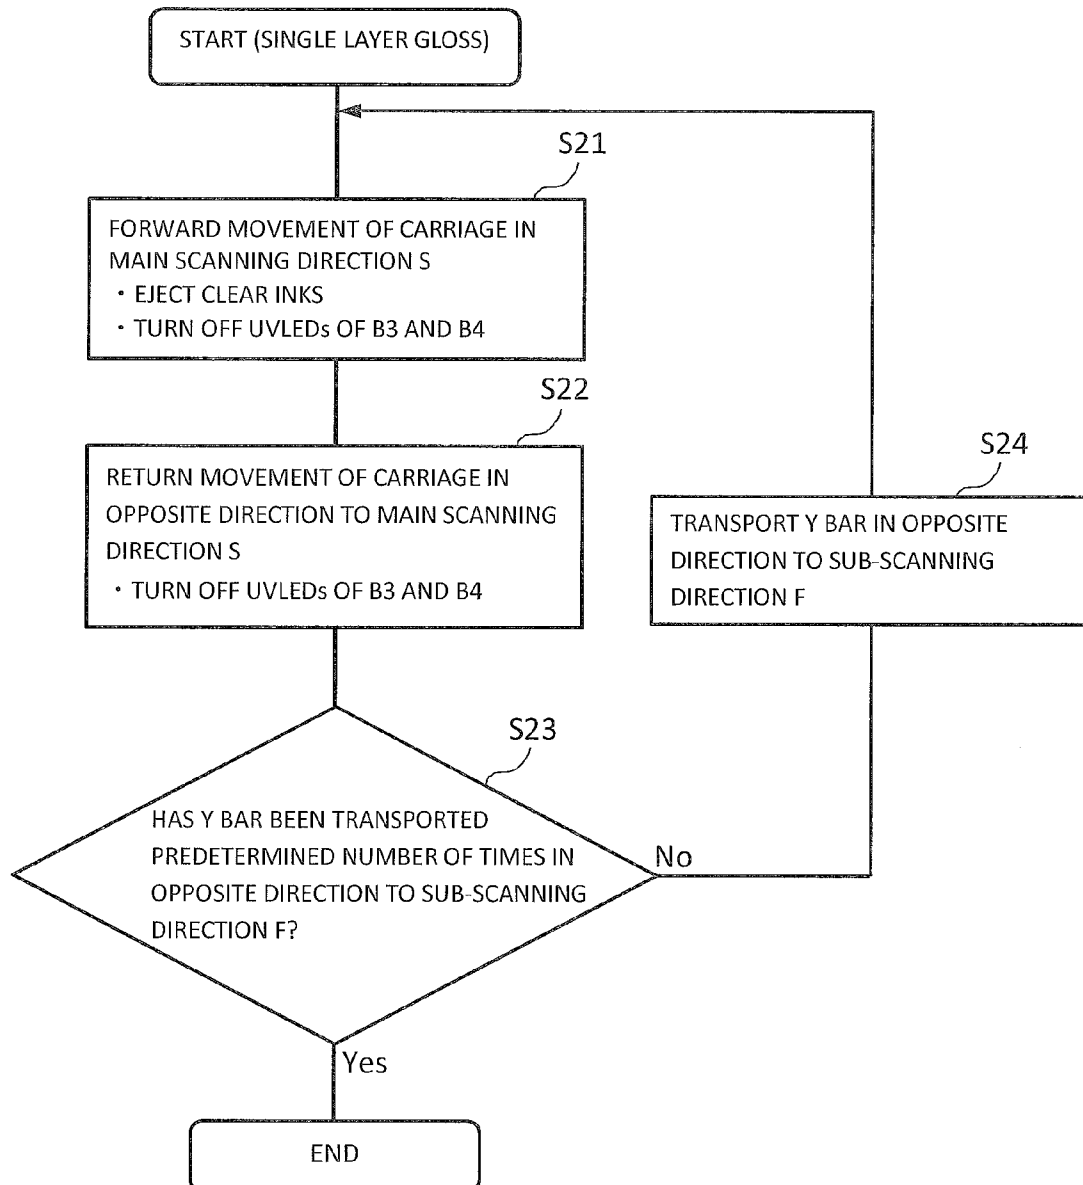 START (SINGLE LAYER GLOSS)
S21
FORWARD MOVEMENT OF CARRIAGE IN
MAIN SCANNING DIRECTION S
・EJECT CLEAR INKS
・TURN OFF UVLEDs OF B3 AND B4
S22
RETURN MOVEMENT OF CARRIAGE IN
OPPOSITE DIRECTION TO MAIN SCANNING
DIRECTION S
・TURN OFF UVLEDs OF B3 AND B4
S24
TRANSPORT Y BAR IN OPPOSITE
DIRECTION TO SUB-SCANNING
DIRECTION F
S23
HAS Y BAR BEEN TRANSPORTED
PREDETERMINED NUMBER OF TIMES IN
OPPOSITE DIRECTION TO SUB-SCANNING
DIRECTION F?
No
Yes
END